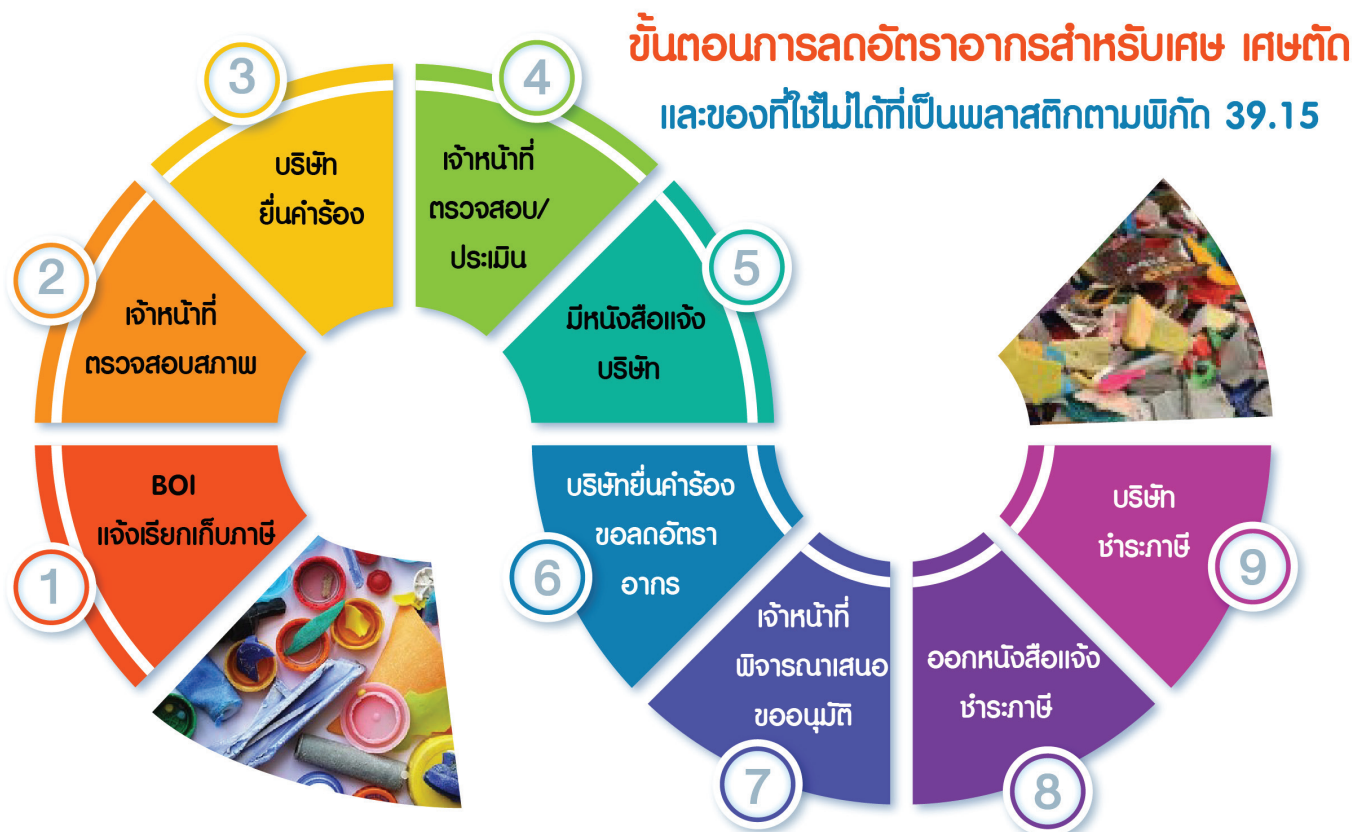 ขั้นตอนการลดอัตราอากรสำหรับเศษ เศษตัด
และของที่ใช้ไม่ได้ที่เป็นพลาสติกตามพิกัด 39.15
1
BOI
แจ้งเรียกเก็บภาษี
2
เจ้าหน้าที่
ตรวจสอบสภาพ
3
บริษัท
ยื่นคำร้อง
4
เจ้าหน้าที่
ตรวจสอบ/
ประเมิน
5
มีหนังสือแจ้ง
บริษัท
6
บริษัทยื่นคำร้อง
ขอลดอัตรา
อากร
7
เจ้าหน้าที่
พิจารณาเสนอ
ขออนุมัติ
8
ออกหนังสือแจ้ง
ชำระภาษี
9
บริษัท
ชำระภาษี